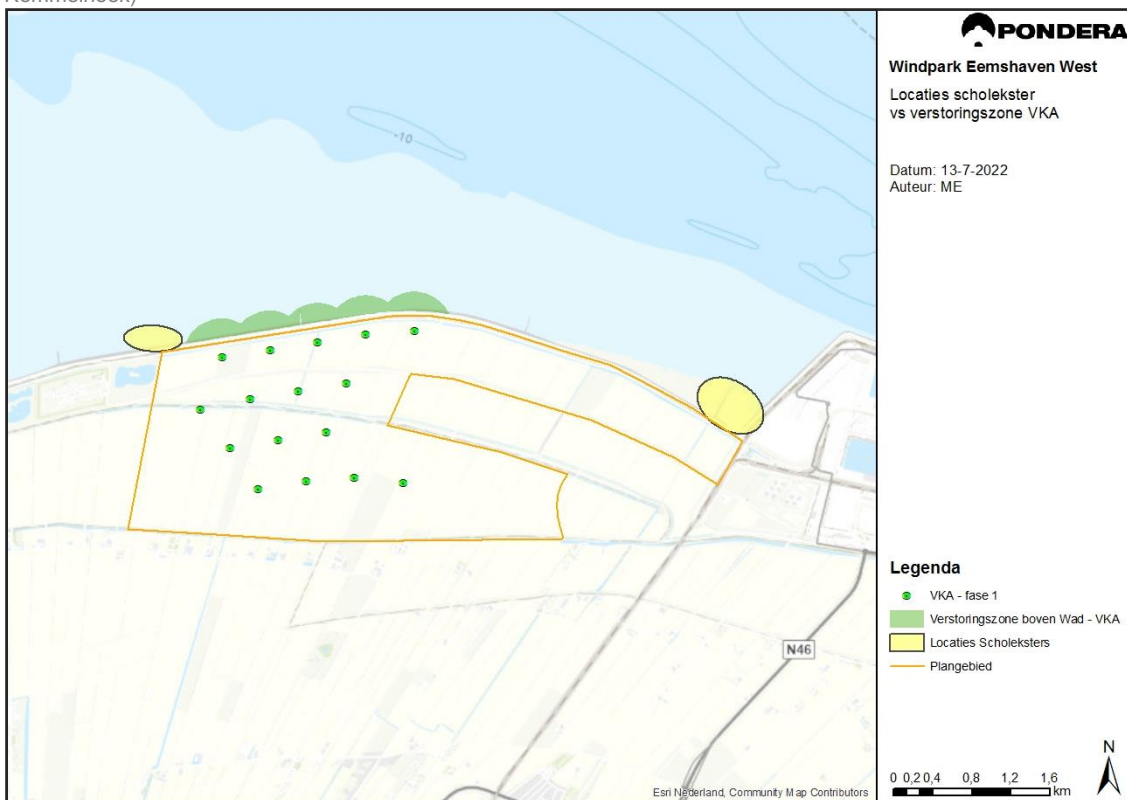 PONDERA
Windpark Eemshaven West
Locaties scholekster
vs verstoringszone VKA
Datum: 13-7-2022
Auteur: ME
-10
N46
Legenda
VKA - fase 1
Verstoringszone boven Wad - VKA
Locaties Scholeksters
Plangebied
N
0 0,20,4 0,8 1,2 1,6
km
Esri Nederland, Community Map Contributors